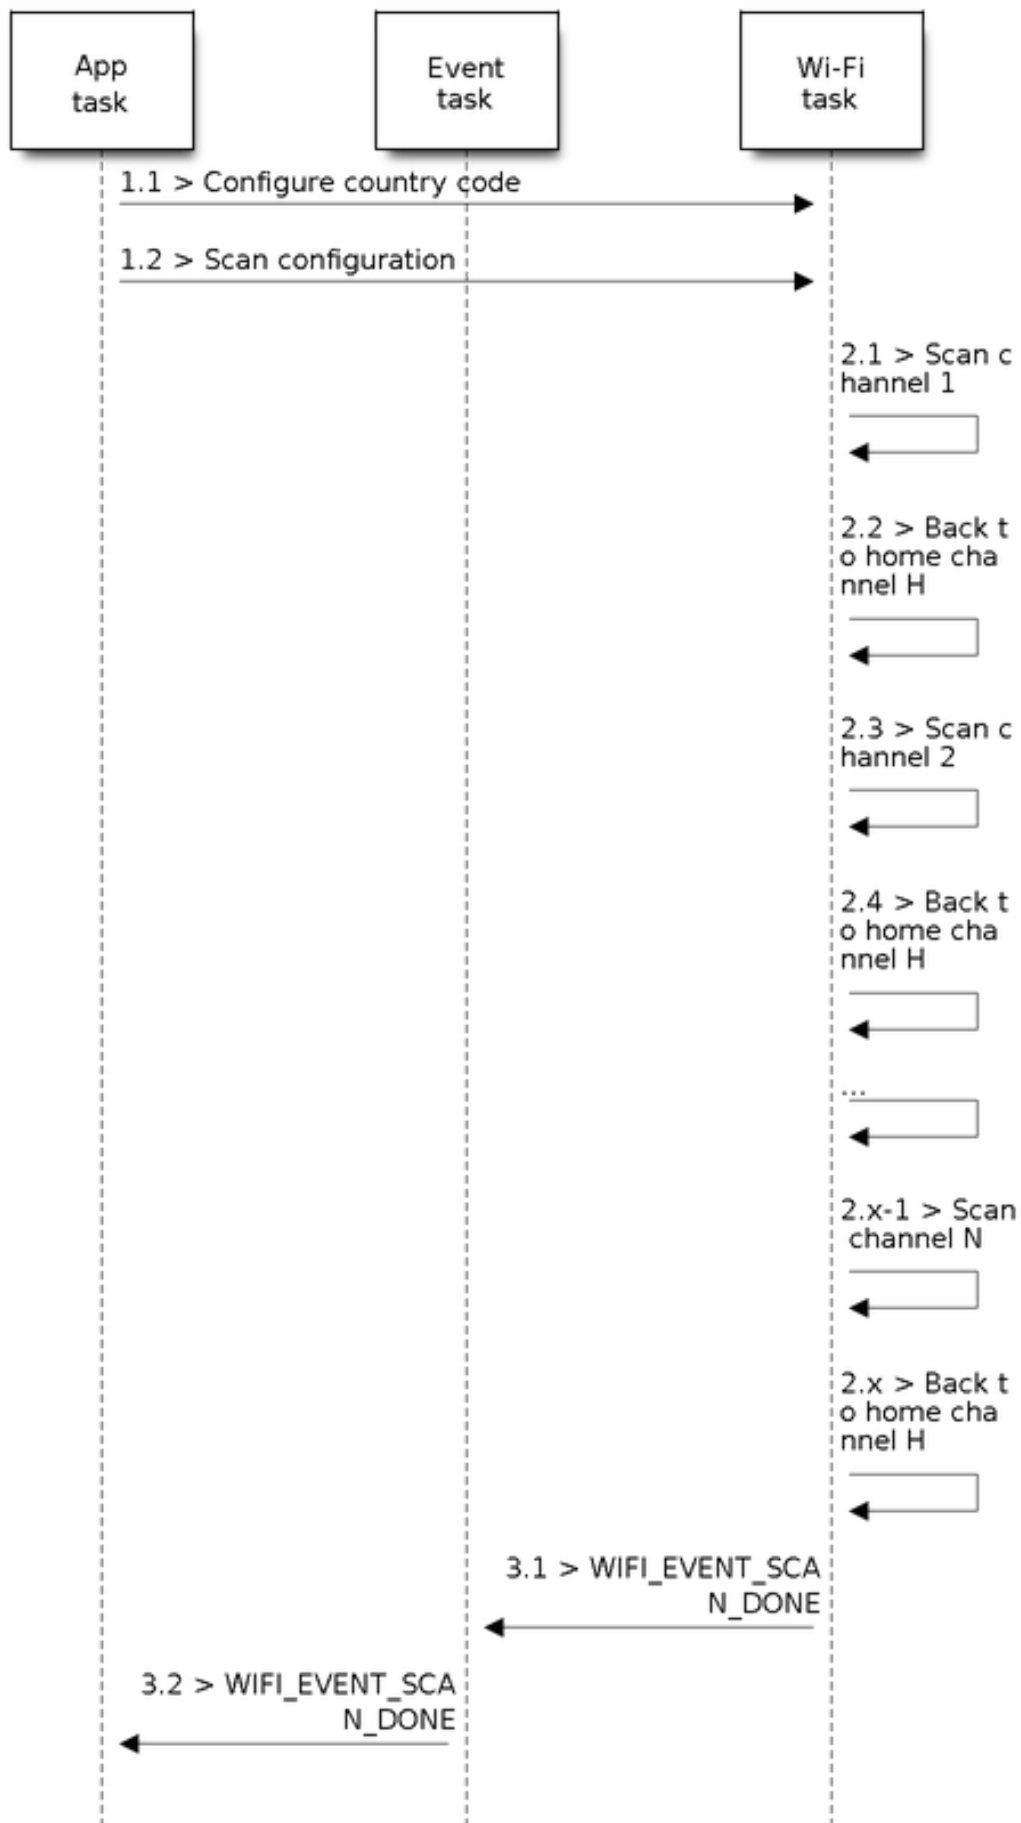 App
task
Event
task
Wi-Fi
task
1.1 > Configure country code
1.2 > Scan configuration
2.1 > Scan c
hannel 1
2.2 > Back t
o home cha
nnel H
2.3 > Scan c
hannel 2
2.4 > Back t
o home cha
nnel H
...
2.x-1 > Scan
channel N
2.x > Back t
o home cha
nnel H
3.1 > WIFI_EVENT_SCA
N_DONE
3.2 > WIFI_EVENT_SCA
N_DONE